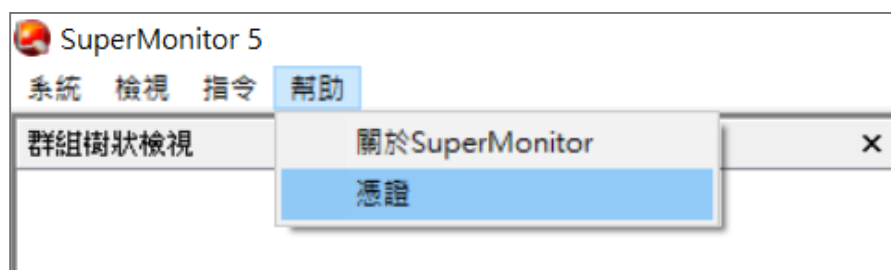 SuperMonitor 5
系統 檢視 指令 幫助
群組樹狀檢視
關於SuperMonitor
憑證